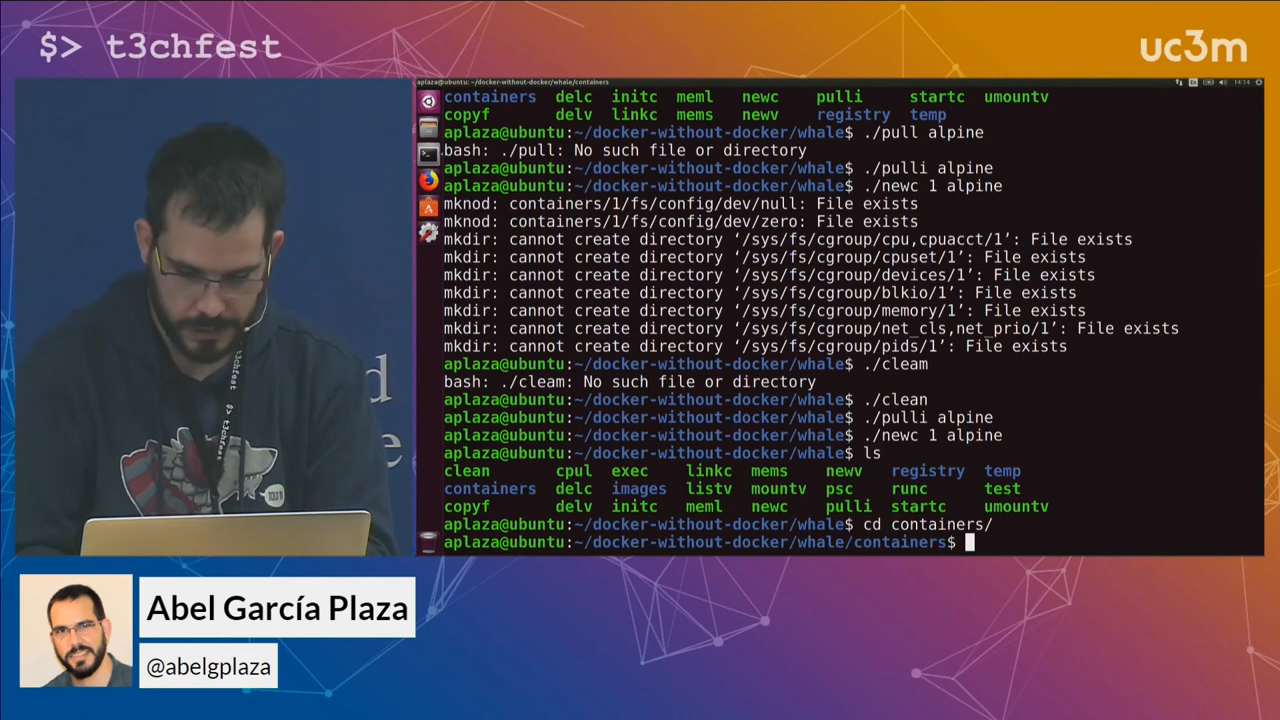 $> t3chfest
uc3m
aplaza@ubuntu: ~/docker-without-docker/whale/containers
14:14
containers delc initc meml newc pulli startc umountv
copyf delv linkc mems newv registry temp
aplaza@ubuntu:~/docker-without-docker/whale$ ./pull alpine
bash: ./pull: No such file or directory
aplaza@ubuntu:~/docker-without-docker/whale$ ./pulli alpine
aplaza@ubuntu:~/docker-without-docker/whale$ ./newc 1 alpine
mknod: containers/1/fs/config/dev/null: File exists
mknod: containers/1/fs/config/dev/zero: File exists
mkdir: cannot create directory ‘/sys/fs/cgroup/cpu,cpuacct/1’: File exists
mkdir: cannot create directory ‘/sys/fs/cgroup/cpuset/1’: File exists
mkdir: cannot create directory ‘/sys/fs/cgroup/devices/1’: File exists
mkdir: cannot create directory ‘/sys/fs/cgroup/blkio/1’: File exists
mkdir: cannot create directory ‘/sys/fs/cgroup/memory/1’: File exists
mkdir: cannot create directory ‘/sys/fs/cgroup/net_cls,net_prio/1’: File exists
mkdir: cannot create directory ‘/sys/fs/cgroup/pids/1’: File exists
aplaza@ubuntu:~/docker-without-docker/whale$ ./cleam
bash: ./cleam: No such file or directory
aplaza@ubuntu:~/docker-without-docker/whale$ ./clean
aplaza@ubuntu:~/docker-without-docker/whale$ ./pulli alpine
aplaza@ubuntu:~/docker-without-docker/whale$ ./newc 1 alpine
aplaza@ubuntu:~/docker-without-docker/whale$ ls
clean cpul exec linkc mems newv registry temp
containers delc images listv mountv psc runc test
copyf delv initc meml newc pulli startc umountv
aplaza@ubuntu:~/docker-without-docker/whale$ cd containers/
aplaza@ubuntu:~/docker-without-docker/whale/containers$
d
e
t3chfest
$> t3chfest
TOLD
Abel García Plaza
@abelgplaza